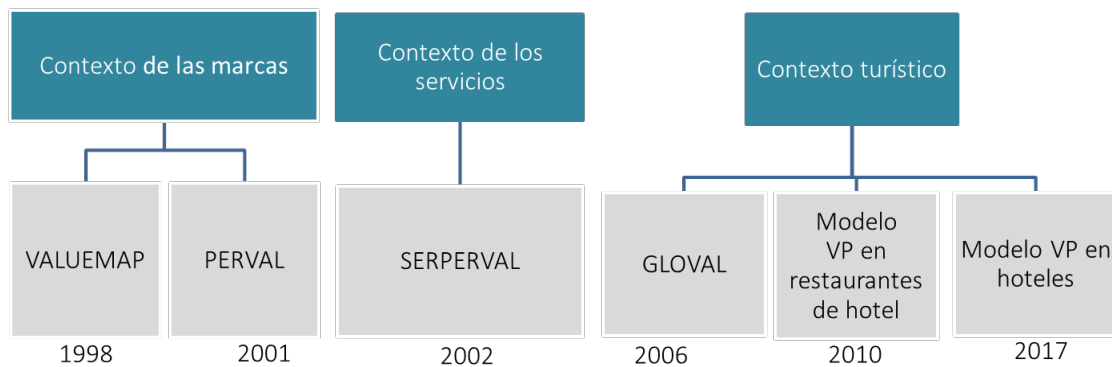 Contexto de las marcas
Contexto de los
servicios
Contexto turístico
VALUEMAP
PERVAL
SERPERVAL
GLOVAL
Modelo
VP en
restaurantes
de hotel
Modelo VP en
hoteles
1998
2001
2002
2006
2010
2017